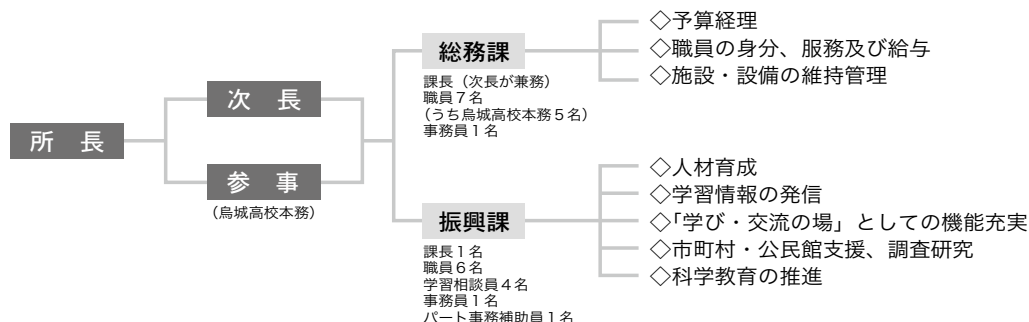 所　長
次　長
参　事
（烏城高校本務）
総務課
課長（次長が兼務）
職員７名
（うち烏城高校本務５名）
事務員１名
◇予算経理
◇職員の身分、服務及び給与
◇施設・設備の維持管理
振興課
課長１名
職員６名
学習相談員４名
事務員１名
パート事務補助員１名
◇人材育成
◇学習情報の発信
◇「学び・交流の場」としての機能充実
◇市町村・公民館支援、調査研究
◇科学教育の推進